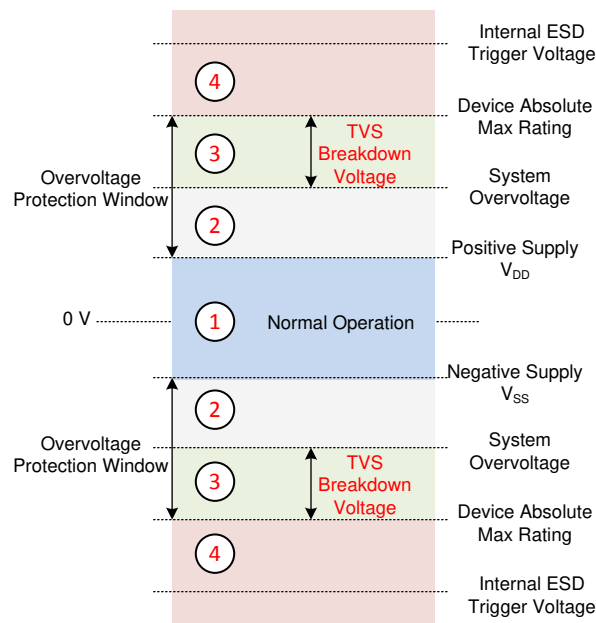 Internal ESD
Trigger Voltage
4
Device Absolute
Max Rating
3
TVS
Breakdown
Voltage
Overvoltage
Protection Window
System
Overvoltage
2
Positive Supply
VDD
0 V
1
Normal Operation
Negative Supply
VSS
2
System
Overvoltage
Overvoltage
Protection Window
3
TVS
Breakdown
Voltage
Device Absolute
Max Rating
4
Internal ESD
Trigger Voltage